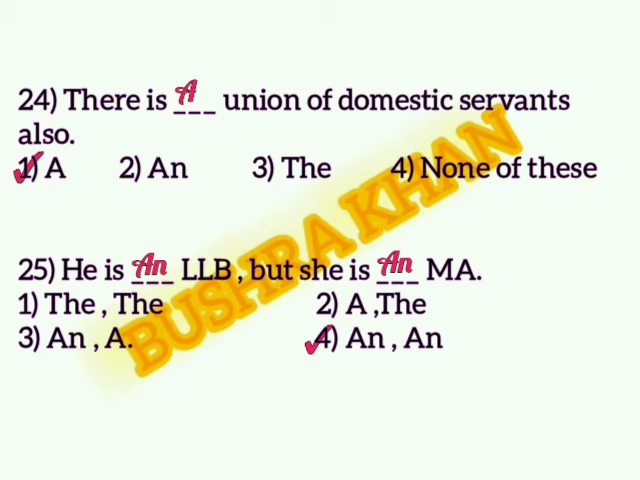 24) There is A ___ union of domestic servants
also.
1) A 2) An 3) The 4) None of these
25) He is An ___ LLB , but she is An ___ MA.
1) The , The 2) A ,The
3) An , A. 4) An , An
BUSHRA KHAN